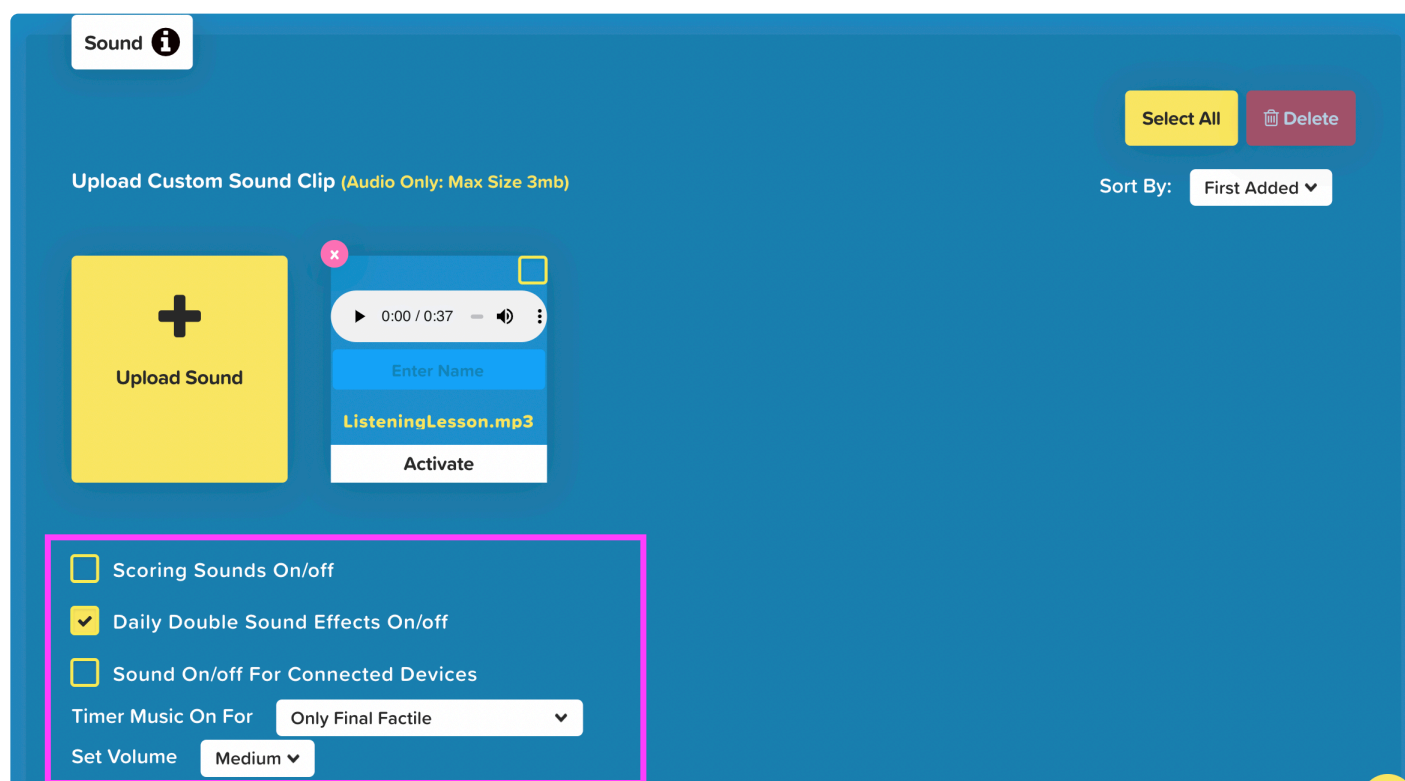 Sound
Select All
Delete
Upload Custom Sound Clip (Audio Only: Max Size 3mb)
Sort By: First Added
x
0:00 / 0:37
Upload Sound
Enter Name
ListeningLesson.mp3
Activate
Scoring Sounds On/off
Daily Double Sound Effects On/off
Sound On/off For Connected Devices
Timer Music On For Only Final Factile
Set Volume Medium